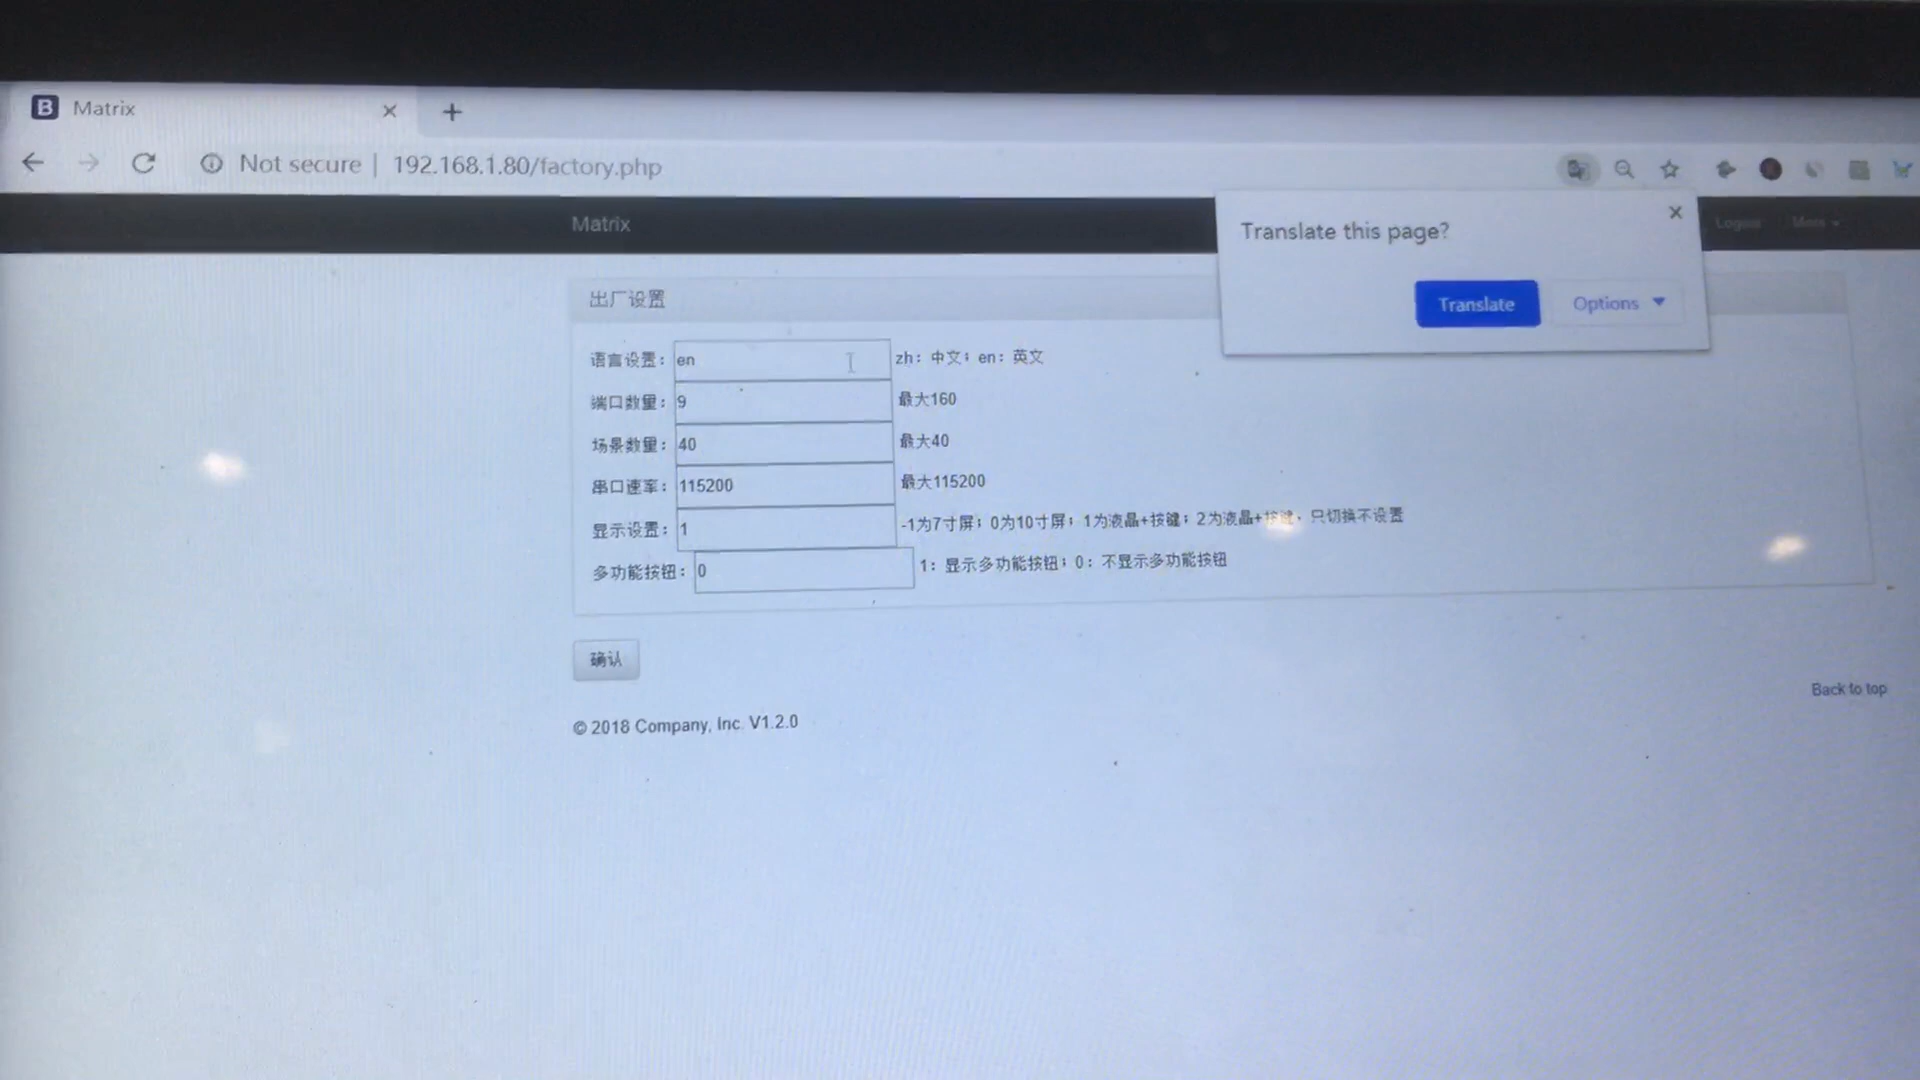 Matrix
Not secure | 192.168.1.80/factory.php
Matrix
Logout
More
Translate this page?
Translate
Options
出厂设置
语言设置：en zh：中文；en：英文
端口数量：9 最大160
场景数量：40 最大40
串口速率：115200 最大115200
显示设置：1 -1为7寸屏；0为10寸屏；1为液晶+按键；2为液晶+按键，只切换不设置
多功能按钮：0 1：显示多功能按钮；0：不显示多功能按钮
确认
Back to top
© 2018 Company, Inc. V1.2.0